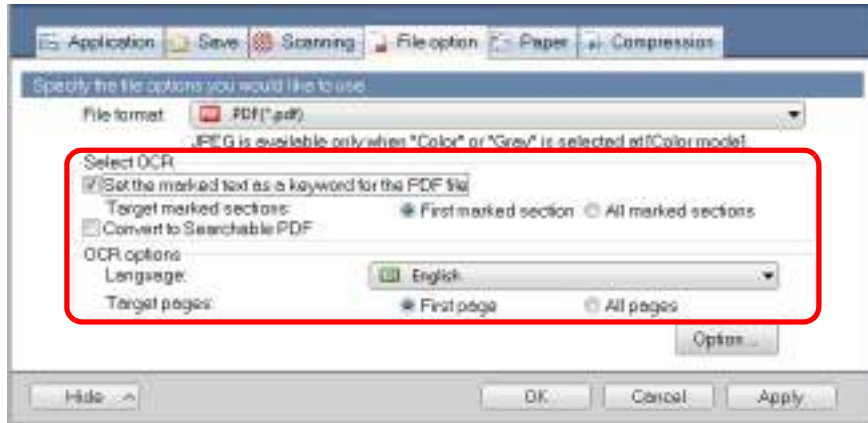 Application Save Scanning File option Paper Compression
Specify the file options you would like to use.
File format: PDF(*.pdf)
JPEG is available only when "Color" or "Gray" is selected at [Color mode].
Select OCR
Set the marked text as a keyword for the PDF file
Target marked sections: First marked section All marked sections
Convert to Searchable PDF
OCR options
Language: English
Target pages: First page All pages
Option...
Hide OK Cancel Apply